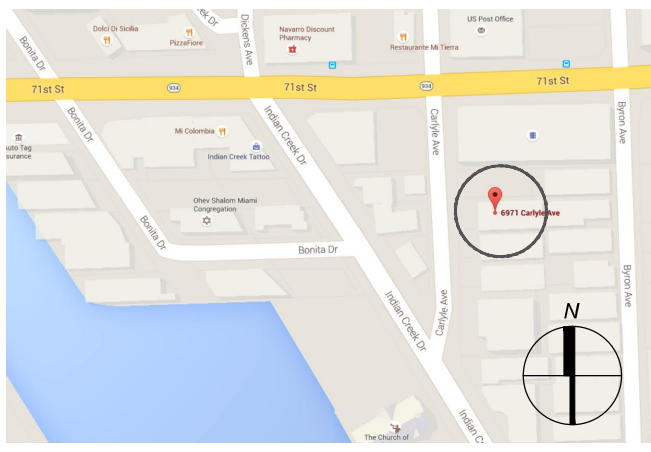 ek Dr
US Post Office
Dolci Di Sicilia
Dickens Ave
Navarro Discount
Pharmacy
PizzaFiore
Restaurante Mi Tierra
71st St
934
71st St
934
71st St
Bonita Dr
Bonita Dr
Indian Creek Dr
Carlyle Ave
Byron Ave
Mi Colombia
Auto Tag
surance
Indian Creek Tattoo
Ohev Shalom Miami
Congregation
6971 Carlyle Ave
Bonita Dr
Bonita Dr
Byron Ave
Indian Creek Dr
Carlyle Ave
N
Indian C
The Church of